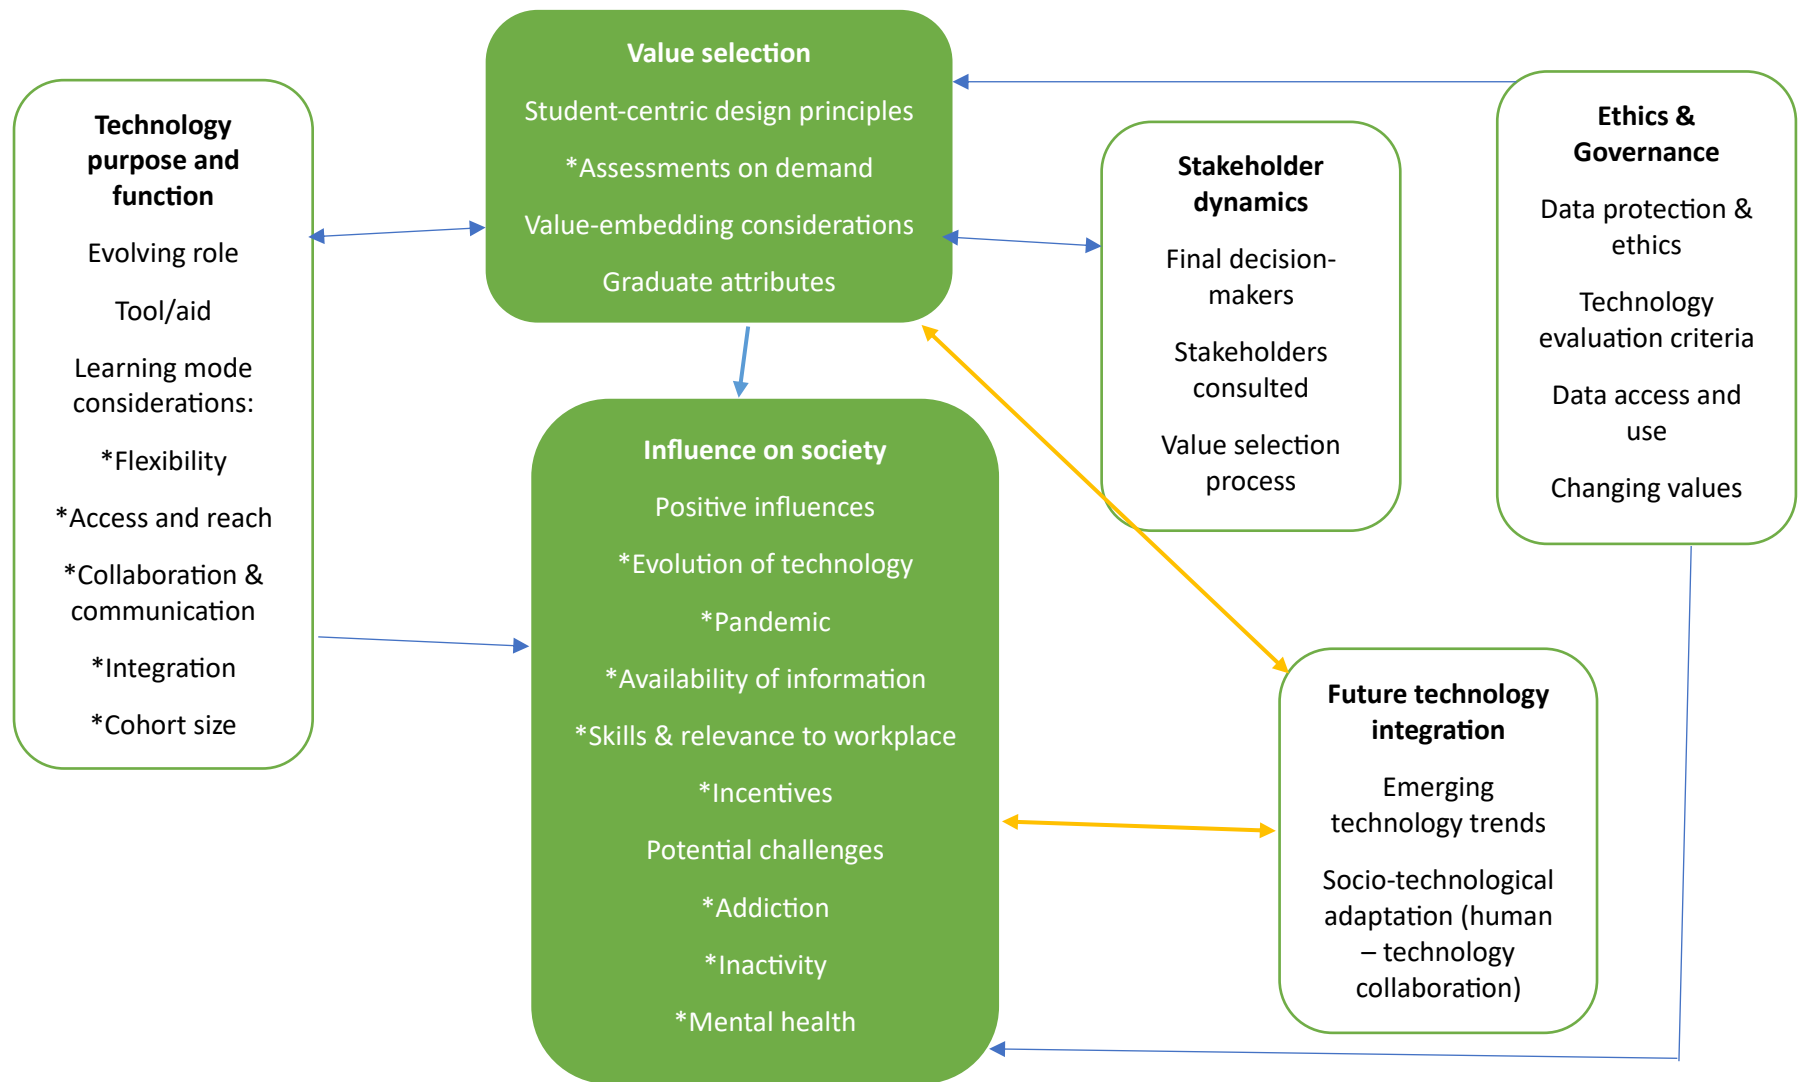 Technology
purpose and
function
Evolving role
Tool/aid
Learning mode
considerations:
*Flexibility
*Access and reach
*Collaboration &
communication
*Integration
*Cohort size
Value selection
Student-centric design principles
*Assessments on demand
Value-embedding considerations
Graduate attributes
Influence on society
Positive influences
*Evolution of technology
*Pandemic
*Availability of information
*Skills & relevance to workplace
*Incentives
Potential challenges
*Addiction
*Inactivity
*Mental health
Stakeholder
dynamics
Final decision-
makers
Stakeholders
consulted
Value selection
process
Ethics &
Governance
Data protection &
ethics
Technology
evaluation criteria
Data access and
use
Changing values
Future technology
integration
Emerging
technology trends
Socio-technological
adaptation (human
– technology
collaboration)